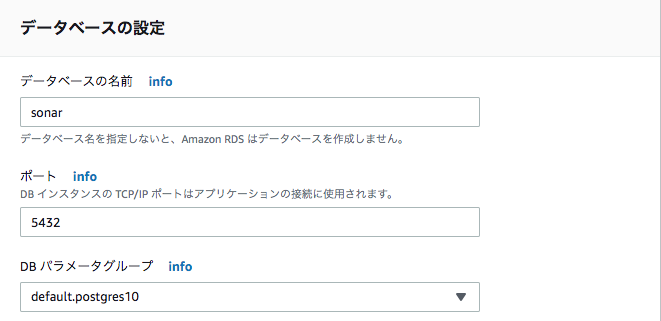 データベースの設定
データベースの名前 info
sonar
データベース名を指定しないと、Amazon RDS はデータベースを作成しません。
ポート info
DB インスタンスの TCP/IP ポートはアプリケーションの接続に使用されます。
5432
DB パラメータグループ info
default.postgres10